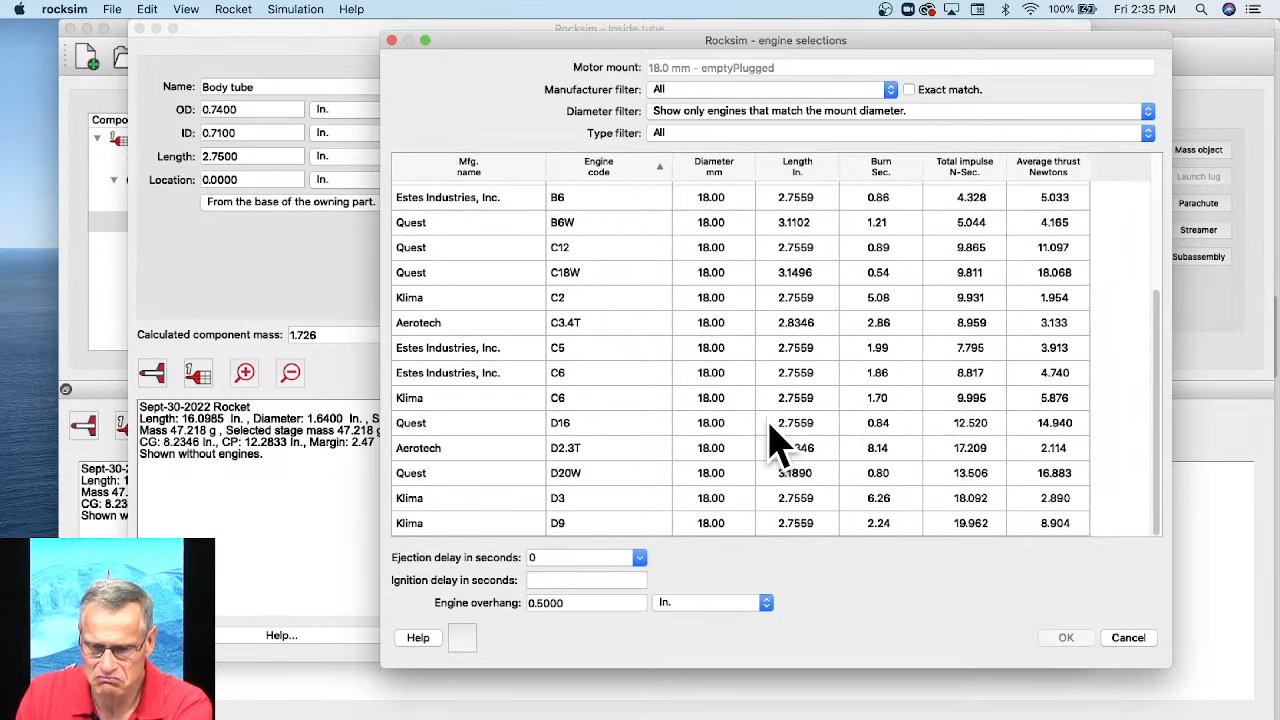 rocksim File Edit View Rocket Simulation Help
100% Fri 2:35 PM
Rocksim - Inside tube
Rocksim - engine selections
Name: Body tube
OD: 0.7400 In.
ID: 0.7100 In.
Length: 2.7500 In.
Location: 0.0000 In.
From the base of the owning part.
Compo
Calculated component mass: 1.726
Sept-30-2022 Rocket
Length: 16.0985 In. , Diameter: 1.6400 In. , S
Mass 47.218 g , Selected stage mass 47.218 g
CG: 8.2346 In., CP: 12.2833 In., Margin: 2.47
Shown without engines.
Sept-30
Length: 1
Mass 47.
CG: 8.23
Shown w
Help...
Motor mount: 18.0 mm - emptyPlugged
Manufacturer filter: All Exact match.
Diameter filter: Show only engines that match the mount diameter.
Type filter: All
Mfg. name Engine code Diameter mm Length In. Burn Sec. Total impulse N-Sec. Average thrust Newtons
Estes Industries, Inc. B6 18.00 2.7559 0.86 4.328 5.033
Quest B6W 18.00 3.1102 1.21 5.044 4.165
Quest C12 18.00 2.7559 0.89 9.865 11.097
Quest C18W 18.00 3.1496 0.54 9.811 18.068
Klima C2 18.00 2.7559 5.08 9.931 1.954
Aerotech C3.4T 18.00 2.8346 2.86 8.959 3.133
Estes Industries, Inc. C5 18.00 2.7559 1.99 7.795 3.913
Estes Industries, Inc. C6 18.00 2.7559 1.86 8.817 4.740
Klima C6 18.00 2.7559 1.70 9.995 5.876
Quest D16 18.00 2.7559 0.84 12.520 14.940
Aerotech D2.3T 18.00 346 8.14 17.209 2.114
Quest D20W 18.00 3.1890 0.80 13.506 16.883
Klima D3 18.00 2.7559 6.26 18.092 2.890
Klima D9 18.00 2.7559 2.24 19.962 8.904
Ejection delay in seconds: 0
Ignition delay in seconds:
Engine overhang: 0.5000 In.
Help OK Cancel
Mass object
Launch lug
Parachute
Streamer
Subassembly